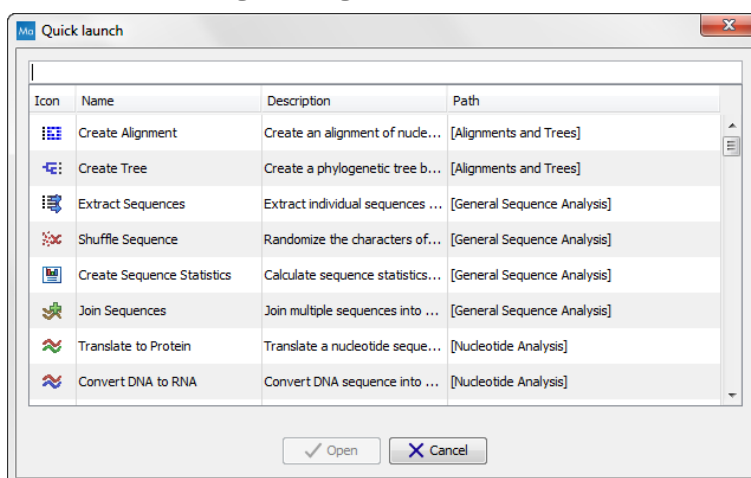 Ma Quick launch
Icon Name Description Path
Create Alignment Create an alignment of nucle... [Alignments and Trees]
Create Tree Create a phylogenetic tree b... [Alignments and Trees]
Extract Sequences Extract individual sequences ... [General Sequence Analysis]
Shuffle Sequence Randomize the characters of... [General Sequence Analysis]
Create Sequence Statistics Calculate sequence statistics... [General Sequence Analysis]
Join Sequences Join multiple sequences into ... [General Sequence Analysis]
Translate to Protein Translate a nucleotide seque... [Nucleotide Analysis]
Convert DNA to RNA Convert DNA sequence into ... [Nucleotide Analysis]
Open Cancel